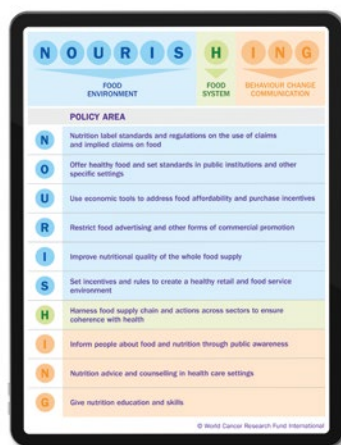 N O U R I S H I N G
FOOD ENVIRONMENT
FOOD SYSTEM
BEHAVIOUR CHANGE COMMUNICATION
POLICY AREA
N Nutrition label standards and regulations on the use of claims
and implied claims on food
O Offer healthy food and set standards in public institutions and other
specific settings
U Use economic tools to address food affordability and purchase incentives
R Restrict food advertising and other forms of commercial promotion
I Improve nutritional quality of the whole food supply
S Set incentives and rules to create a healthy retail and food service
environment
H Harness food supply chain and actions across sectors to ensure
coherence with health
I Inform people about food and nutrition through public awareness
N Nutrition advice and counselling in health care settings
G Give nutrition education and skills
© World Cancer Research Fund International